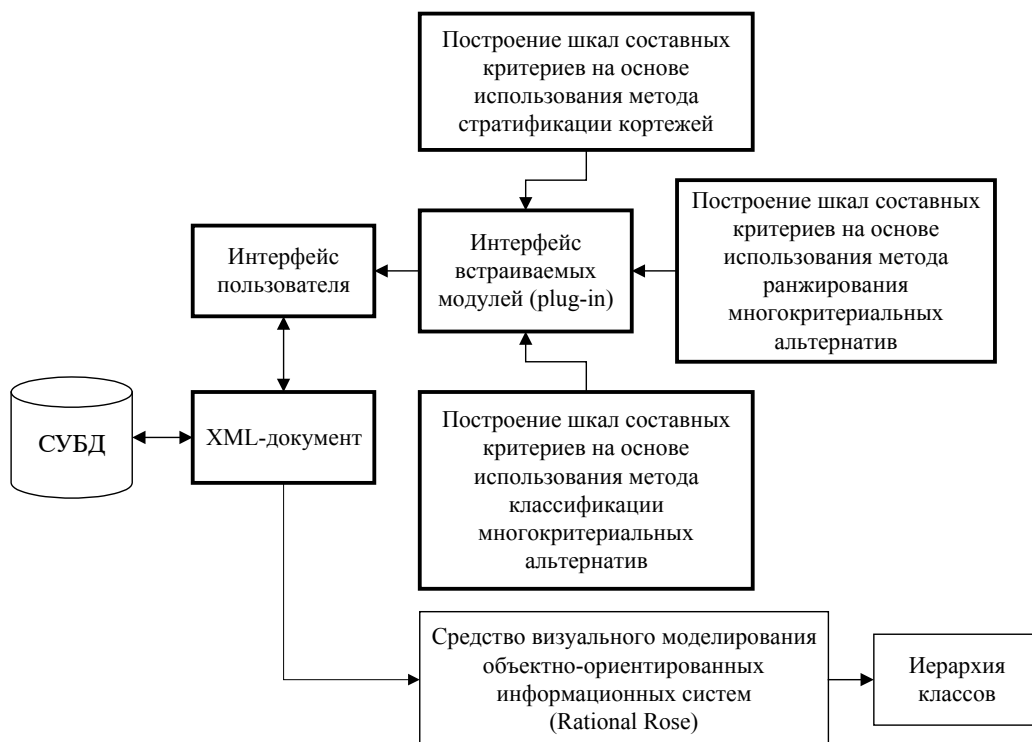 Построение шкал составных
критериев на основе
использования метода
стратификации кортежей
Построение шкал составных
критериев на основе
использования метода
ранжирования
многокритериальных
альтернатив
Интерфейс
встраиваемых
модулей (plug-in)
Интерфейс
пользователя
СУБД
XML-документ
Построение шкал составных
критериев на основе
использования метода
классификации
многокритериальных
альтернатив
Средство визуального моделирования
объектно-ориентированных
информационных систем
(Rational Rose)
Иерархия
классов